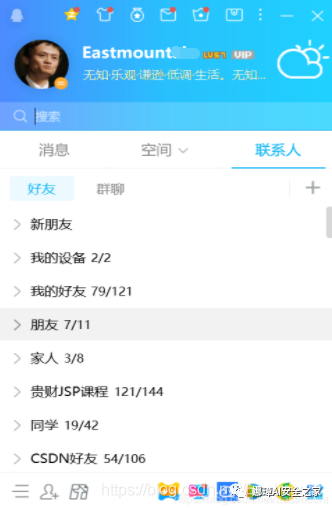 Eastmount
LV67 VIP
无知·乐观·谦逊·低调·生活。无知...
搜索
消息
空间
联系人
好友
群聊
新朋友
我的设备 2/2
我的好友 79/121
朋友 7/11
家人 3/8
贵财JSP课程 121/144
同学 19/42
CSDN好友 54/106
https://blog.csdn.n
娜璋AI安全之家